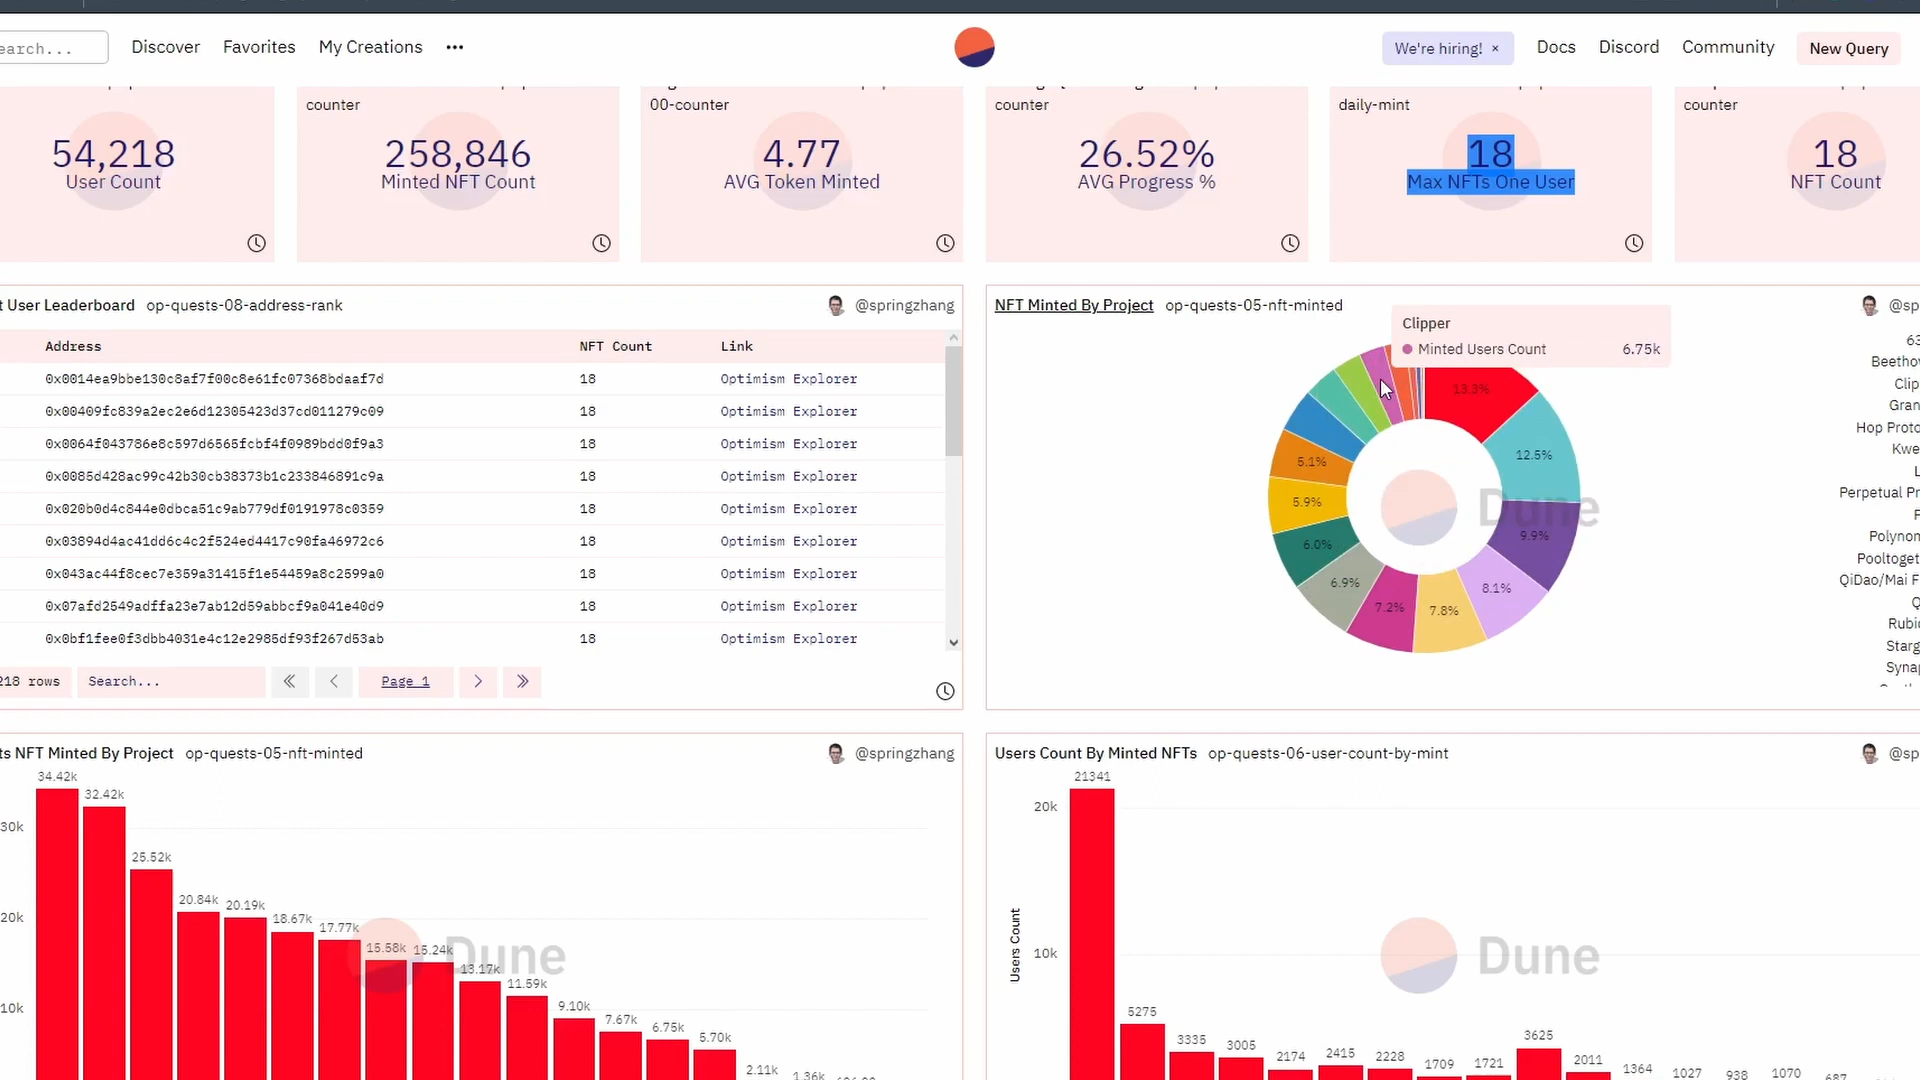 earch...
Discover
Favorites
My Creations
•••
We're hiring! ×
Docs
Discord
Community
New Query
counter
00-counter
counter
daily-mint
counter
54,218
User Count
258,846
Minted NFT Count
4.77
AVG Token Minted
26.52%
AVG Progress %
18
Max NFTs One User
18
NFT Count
t User Leaderboard op-quests-08-address-rank
@springzhang
Address NFT Count Link
0x0014ea9bbe130c8af7f00c8e61fc07368bdaaf7d 18 Optimism Explorer
0x00409fc839a2ec2e6d12305423d37cd011279c09 18 Optimism Explorer
0x0064f043786e8c597d6565fcbf4f0989bdd0f9a3 18 Optimism Explorer
0x0085d428ac99c42b30cb38373b1c233846891c9a 18 Optimism Explorer
0x020b0d4c844e0dbca51c9ab779df0191978c0359 18 Optimism Explorer
0x03894d4ac41dd6c4c2f524ed4417c90fa46972c6 18 Optimism Explorer
0x043ac44f8cec7e359a31415f1e54459a8c2599a0 18 Optimism Explorer
0x07afd2549adffa23e7ab12d59abbcf9a041e40d9 18 Optimism Explorer
0x0bf1fee0f3dbb4031e4c12e2985df93f267d53ab 18 Optimism Explorer
218 rows
Search...
Page 1
NFT Minted By Project op-quests-05-nft-minted
@sp
Clipper
Minted Users Count 6.75k
13.3%
12.5%
9.9%
8.1%
7.8%
7.2%
6.9%
6.0%
5.9%
5.1%
Dune
63
Beethov
Clip
Gran
Hop Proto
Kwe
L
Perpetual Pr
P
Polynom
Pooltoget
QiDao/Mai F
Q
Rubic
Starg
Synap
ts NFT Minted By Project op-quests-05-nft-minted
@springzhang
30k
20k
10k
34.42k
32.42k
25.52k
20.84k
20.19k
18.67k
17.77k
15.58k
15.24k
13.17k
11.59k
9.10k
7.67k
6.75k
5.70k
2.11k
1.36k
Dune
Users Count By Minted NFTs op-quests-06-user-count-by-mint
@sp
Users Count
20k
10k
21341
5275
3335
3005
2174
2415
2228
1709
1721
3625
2011
1364
1027
938
1070
687
Dune